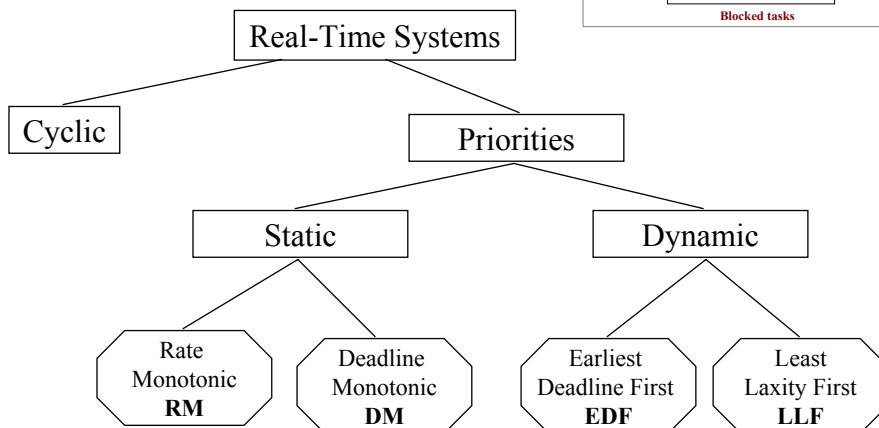 Blocked tasks
Real-Time Systems
Cyclic
Priorities
Static
Dynamic
Rate
Monotonic
RM
Deadline
Monotonic
DM
Earliest
Deadline First
EDF
Least
Laxity First
LLF